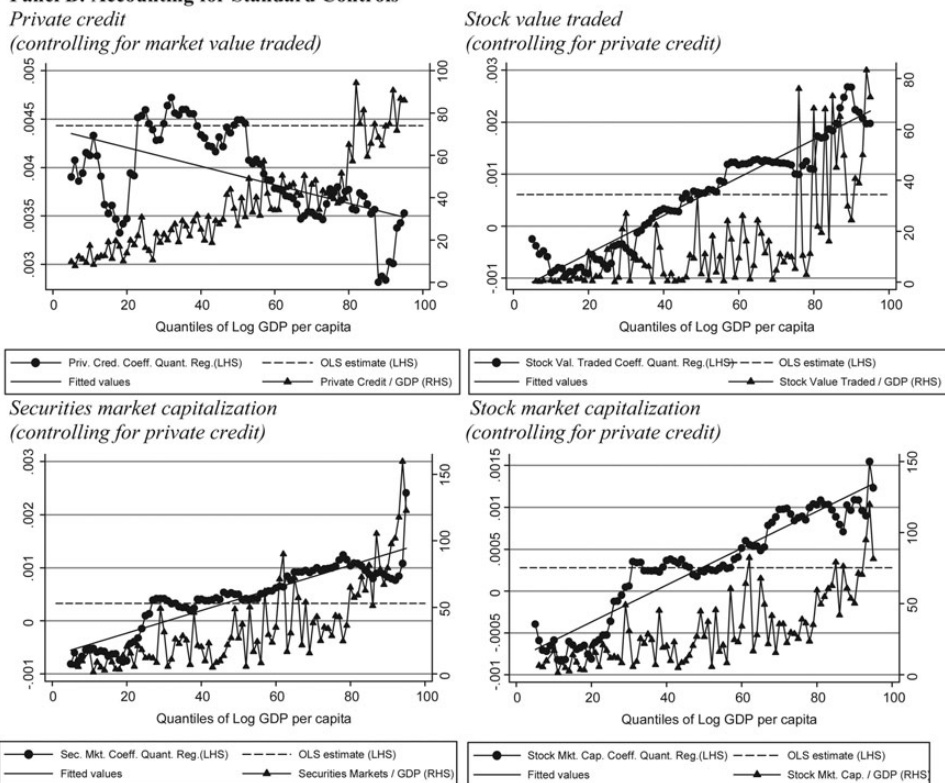 Panel B. Accounting for Standard Controls
Private credit
(controlling for market value traded)
.005
.0045
.004
.0035
.003
100
80
60
40
20
0
0
20
40
60
80
100
Quantiles of Log GDP per capita
Priv. Cred. Coeff. Quant. Reg.(LHS)
OLS estimate (LHS)
Fitted values
Private Credit / GDP (RHS)
Stock value traded
(controlling for private credit)
.003
.002
.001
0
-.001
80
60
40
20
0
0
20
40
60
80
100
Quantiles of Log GDP per capita
Stock Val. Traded Coeff. Quant. Reg.(LHS)
OLS estimate (LHS)
Fitted values
Stock Value Traded / GDP (RHS)
Securities market capitalization
(controlling for private credit)
.003
.002
.001
0
-.001
150
100
50
0
0
20
40
60
80
100
Quantiles of Log GDP per capita
Sec. Mkt. Coeff. Quant. Reg.(LHS)
OLS estimate (LHS)
Fitted values
Securities Markets / GDP (RHS)
Stock market capitalization
(controlling for private credit)
.0015
.001
.0005
0
-.0005
-.001
150
100
50
0
0
20
40
60
80
100
Quantiles of Log GDP per capita
Stock Mkt. Cap. Coeff. Quant. Reg.(LHS)
OLS estimate (LHS)
Fitted values
Stock Mkt. Cap. / GDP (RHS)